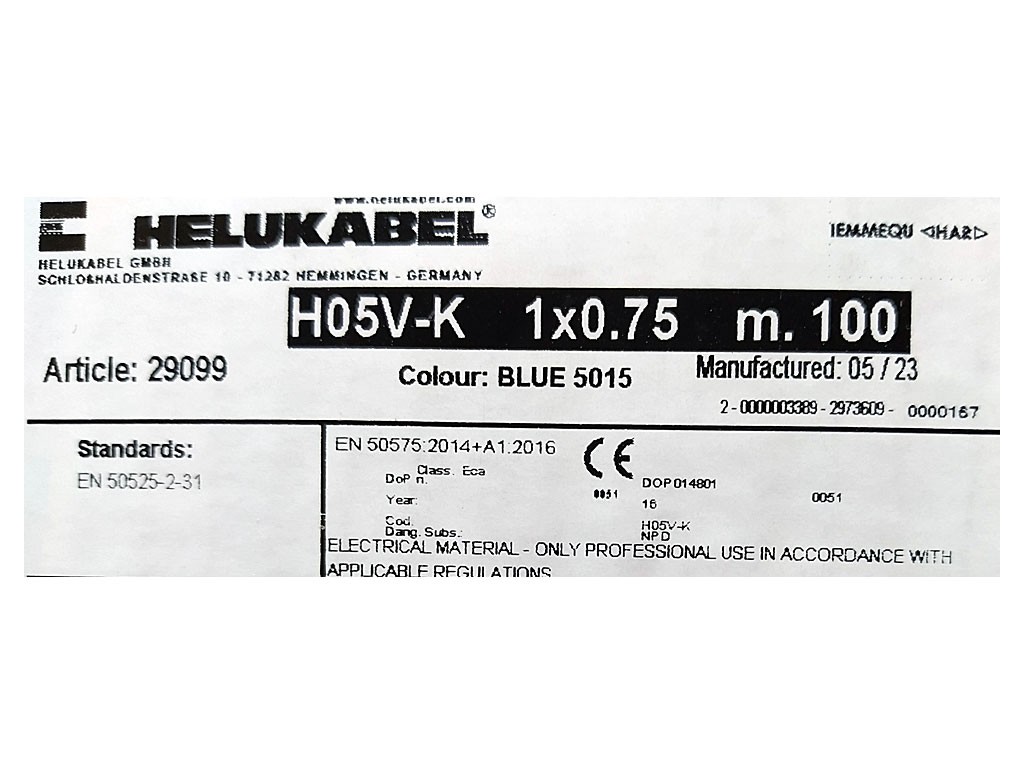 www.helukabel.com
HELUKABEL®
HELUKABEL GMBH
SCHLOßHALDENSTRASE 10 - 71282 HEMMINGEN - GERMANY
IEMMEQU ◁HAR▷
H05V-K 1x0.75 m. 100
Article: 29099
Colour: BLUE 5015
Manufactured: 05 / 23
2 - 0000003389 - 2973609 - 0000167
Standards:
EN 50525-2-31
EN 50575:2014+A1:2016
CE
Class. Eca
DoP n.
DOP 014801
0051
Year:
16
0051
Cod.
H05V-K
Dang. Subs.:
NPD
ELECTRICAL MATERIAL - ONLY PROFESSIONAL USE IN ACCORDANCE WITH
APPLICABLE REGULATIONS